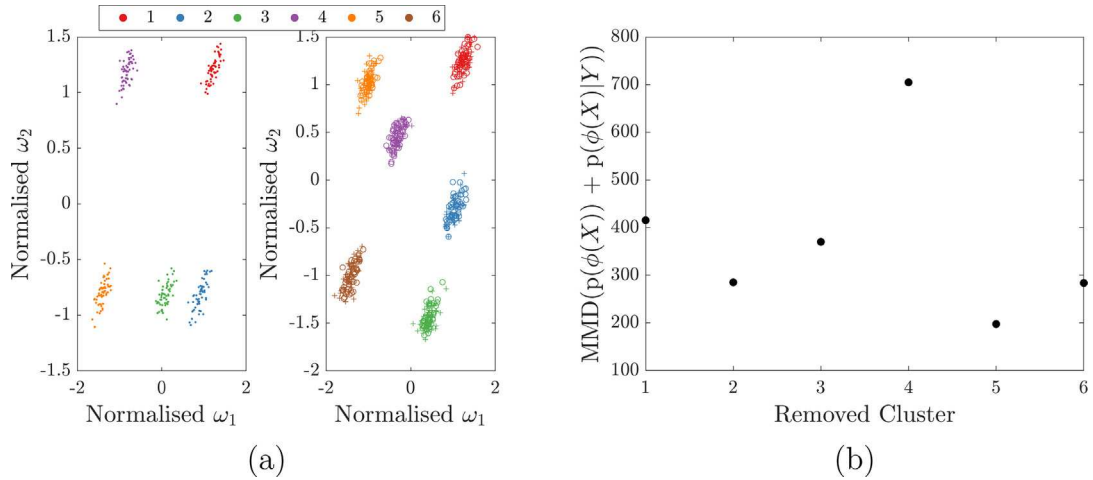 1 2 3 4 5 6
1.5
1
0.5
0
-0.5
-1
-1.5
-2 0 2
Normalised ω₂
Normalised ω₁
1.5
1
0.5
0
-0.5
-1
-1.5
-2
-2 0 2
Normalised ω₂
Normalised ω₁
(a)
800
700
600
500
400
300
200
100
1 2 3 4 5 6
MMD(p(ϕ(X)) + p(ϕ(X)|Y))
Removed Cluster
(b)